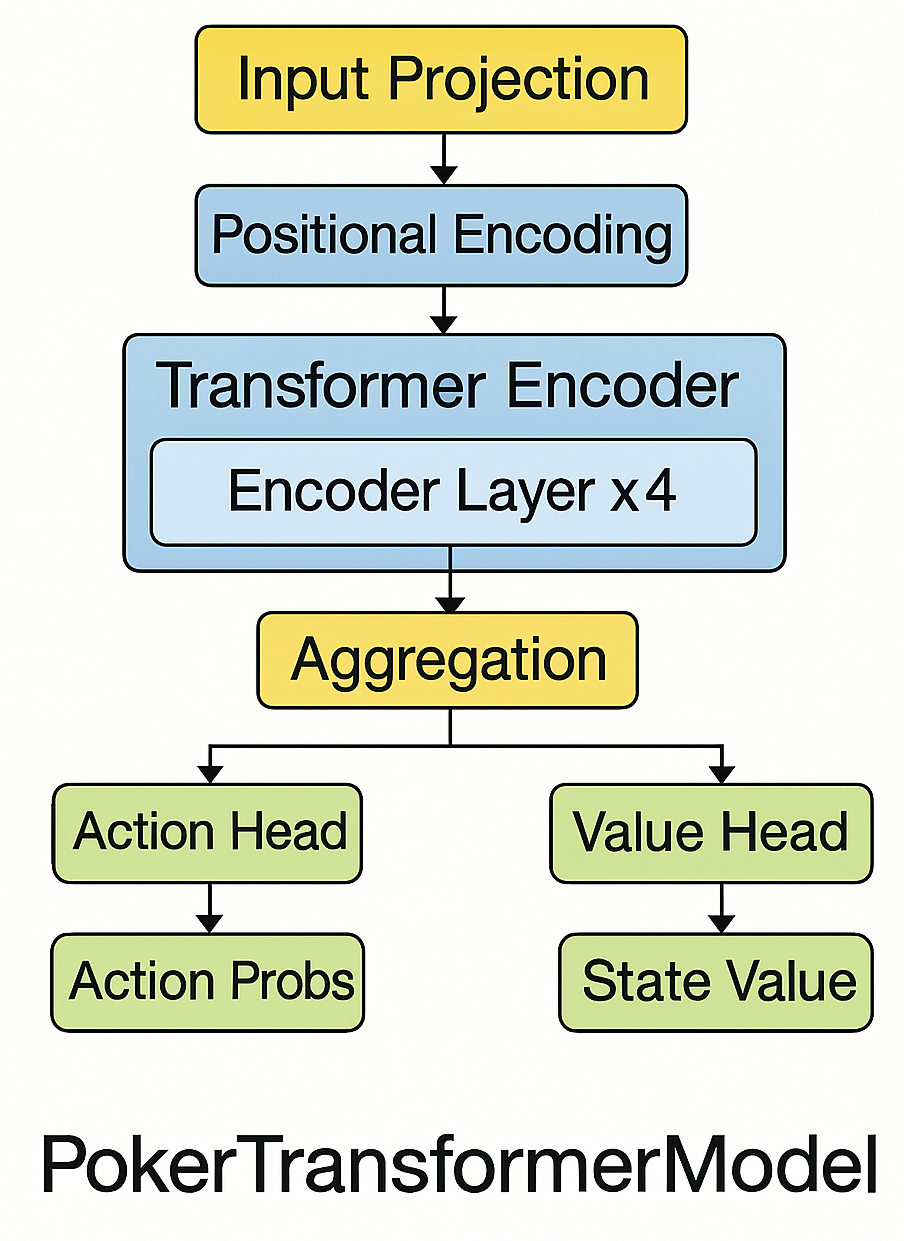 Input Projection
Positional Encoding
Transformer Encoder
Encoder Layer x4
Aggregation
Action Head
Value Head
Action Probs
State Value
PokerTransformerModel